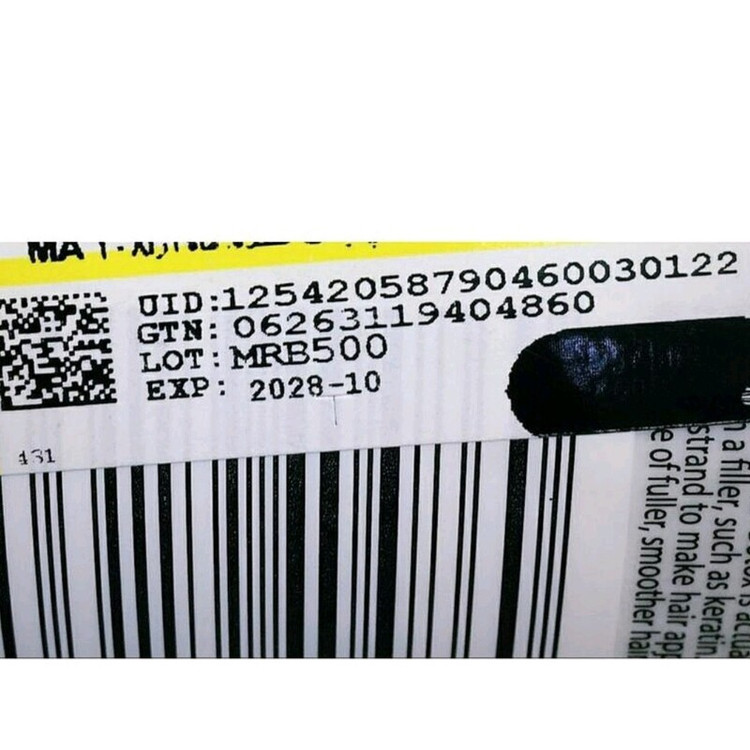 UID:12542058790460030122
GTN: 06263119404860
LOT: MRB500
EXP: 2028-10
431
a filler, such as keratin,
strand to make hair app
e of fuller, smoother hair